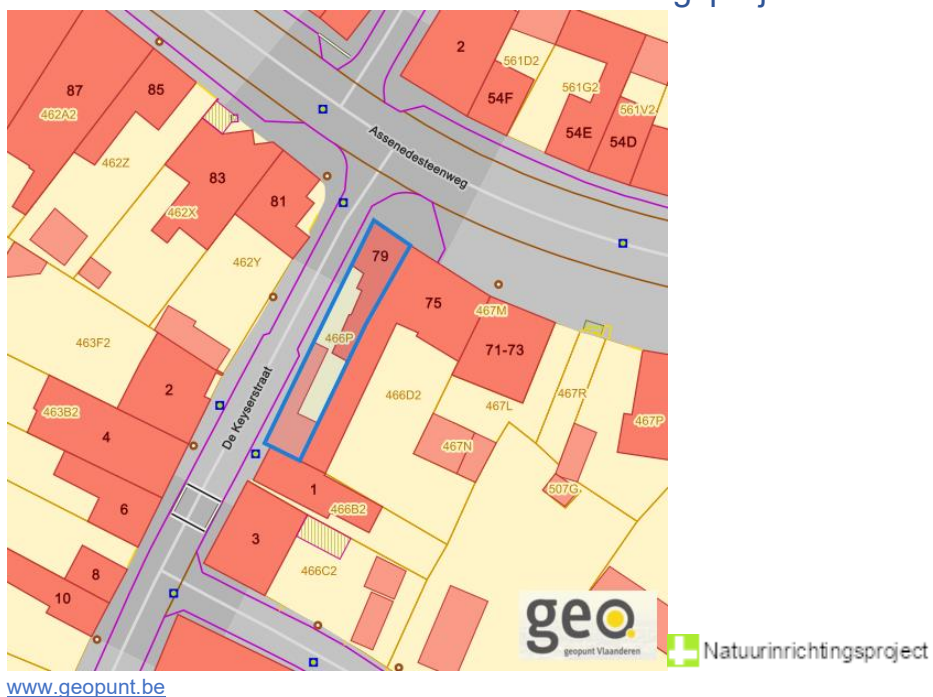 2
561D2
54F
561G2
561V2
54E
54D
87
462A2
85
462Z
83
462X
81
462Y
Assenedesteenweg
79
75
467M
71-73
466P
463F2
De Keyserstraat
2
466D2
467L
467R
467P
467N
463B2
4
6
507G
1
466B2
3
466C2
8
10
geo
geopunt Vlaanderen
Natuurinrichtingsproject
www.geopunt.be